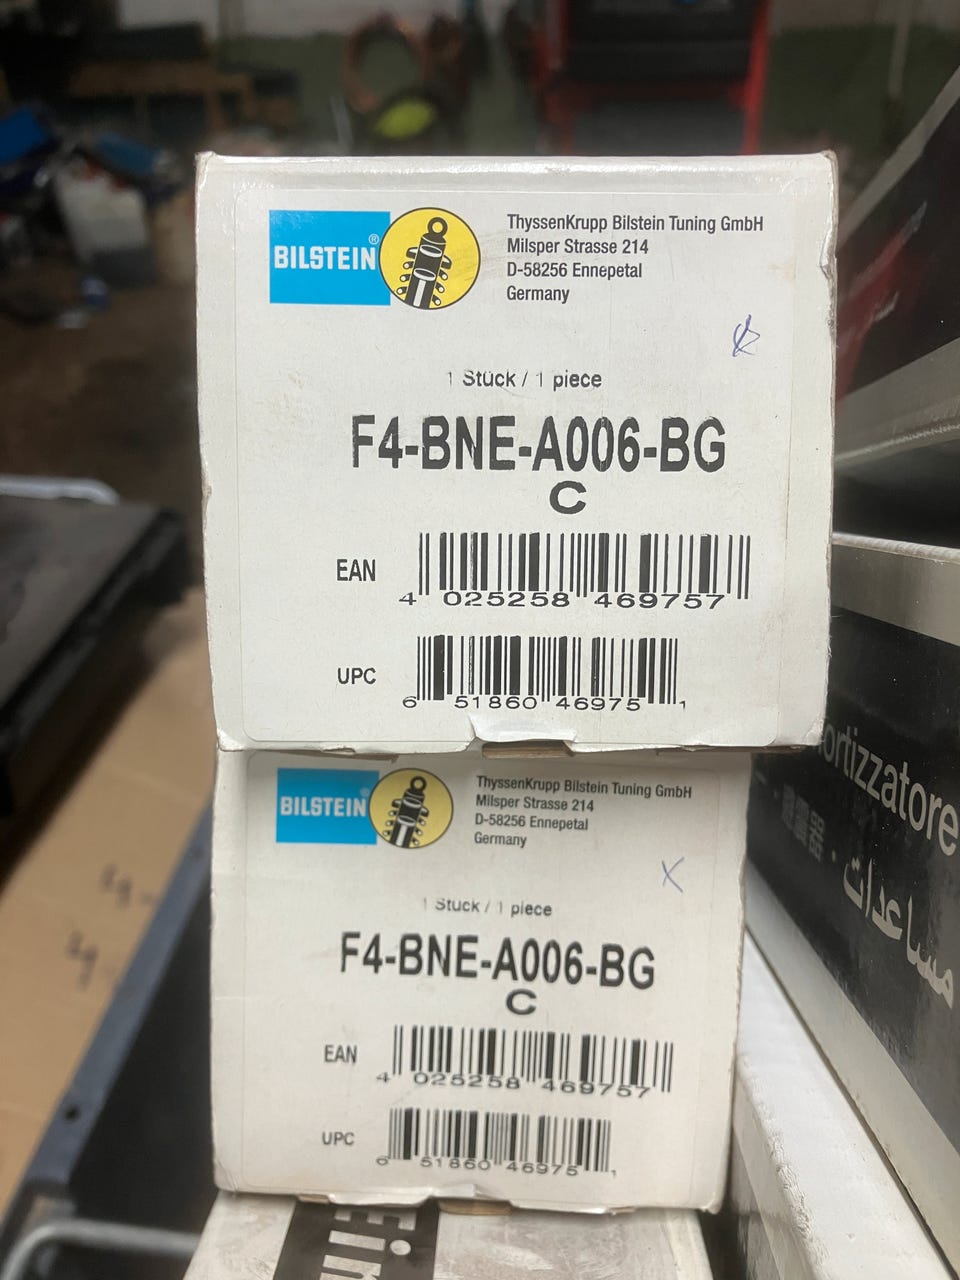 BILSTEIN®
ThyssenKrupp Bilstein Tuning GmbH
Milsper Strasse 214
D-58256 Ennepetal
Germany
1 Stück / 1 piece
F4-BNE-A006-BG
C
EAN
4 025258 469757
UPC
6 51860 46975 1
BILSTEIN®
ThyssenKrupp Bilstein Tuning GmbH
Milsper Strasse 214
D-58256 Ennepetal
Germany
1 Stück / 1 piece
F4-BNE-A006-BG
C
EAN
4 025258 469757
UPC
6 51860 46975 1
ortizzatore
مساعدات